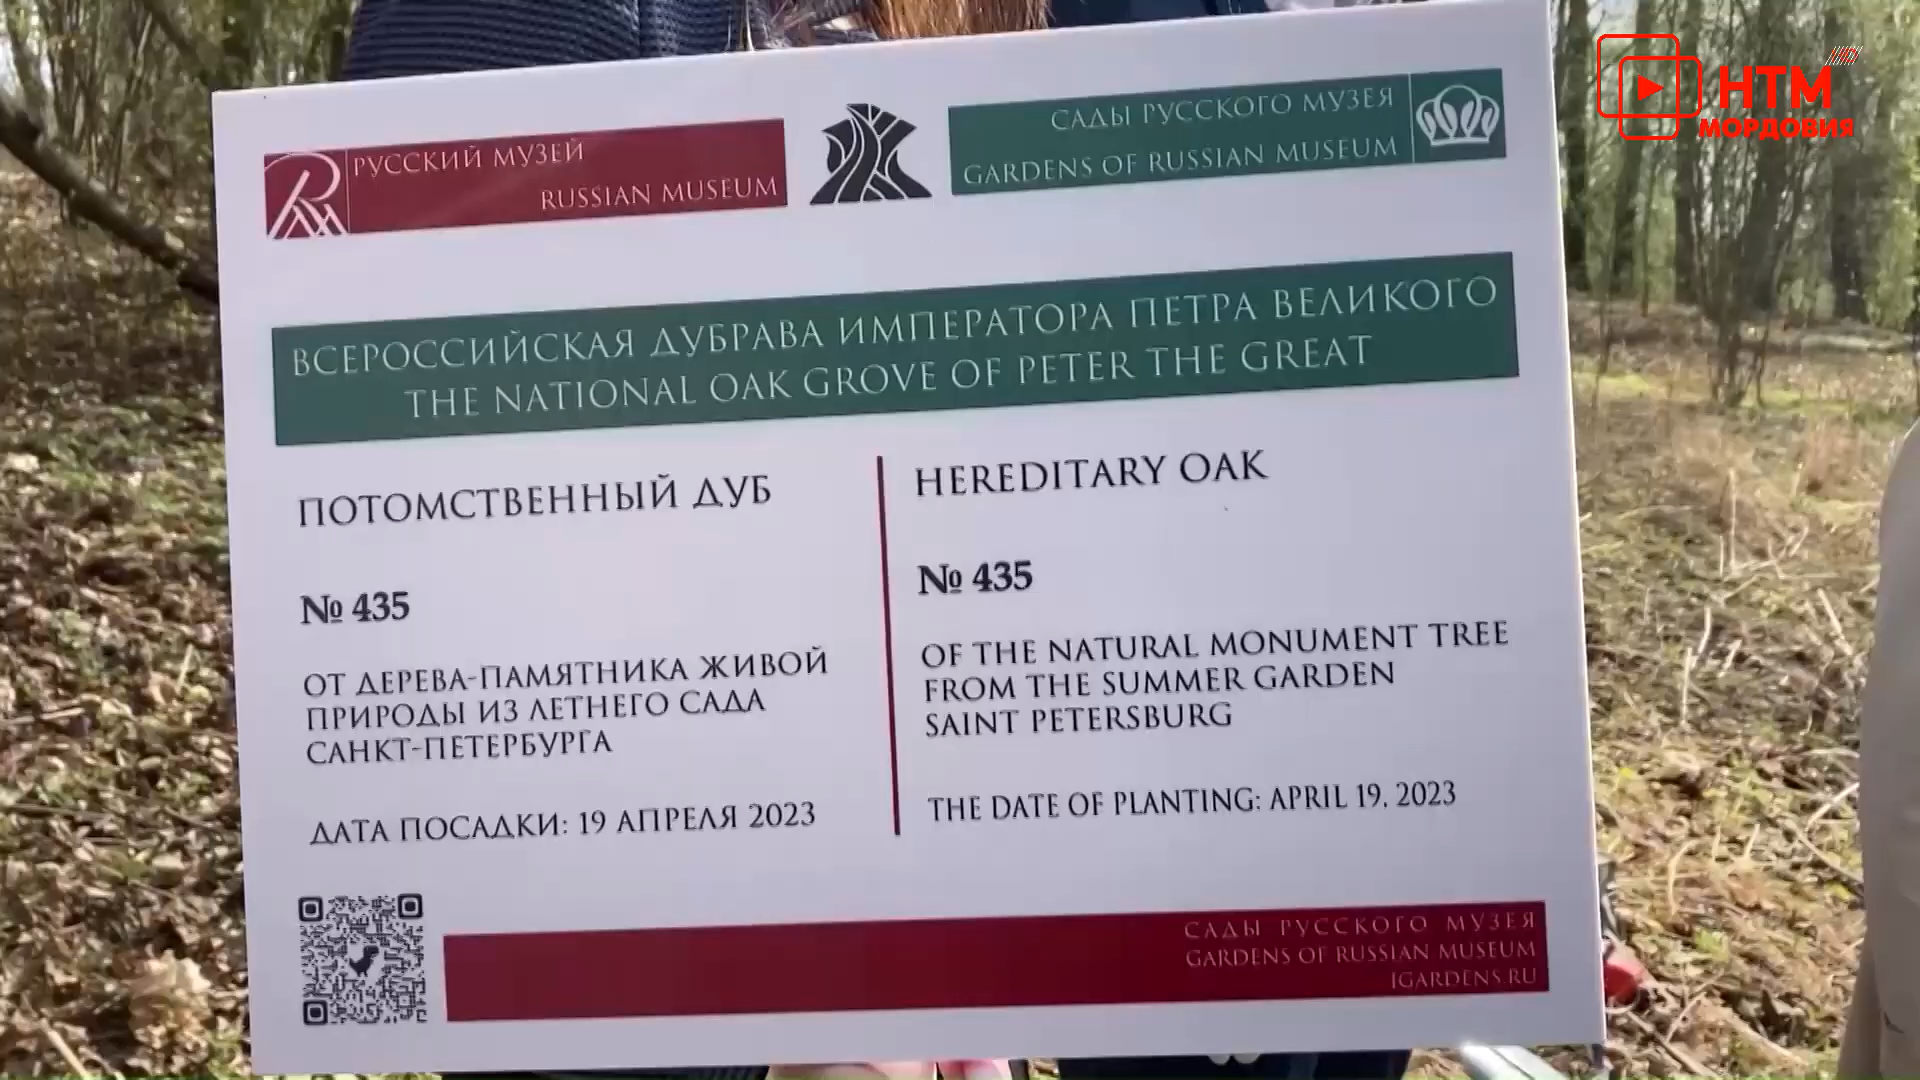 НТМ
МОРДОВИЯ
РУССКИЙ МУЗЕЙ
RUSSIAN MUSEUM
САДЫ РУССКОГО МУЗЕЯ
GARDENS OF RUSSIAN MUSEUM
ВСЕРОССИЙСКАЯ ДУБРАВА ИМПЕРАТОРА ПЕТРА ВЕЛИКОГО
THE NATIONAL OAK GROVE OF PETER THE GREAT
ПОТОМСТВЕННЫЙ ДУБ
№ 435
ОТ ДЕРЕВА-ПАМЯТНИКА ЖИВОЙ
ПРИРОДЫ ИЗ ЛЕТНЕГО САДА
САНКТ-ПЕТЕРБУРГА
ДАТА ПОСАДКИ: 19 АПРЕЛЯ 2023
HEREDITARY OAK
№ 435
OF THE NATURAL MONUMENT TREE
FROM THE SUMMER GARDEN
SAINT PETERSBURG
THE DATE OF PLANTING: APRIL 19, 2023
САДЫ РУССКОГО МУЗЕЯ
GARDENS OF RUSSIAN MUSEUM
IGARDENS.RU